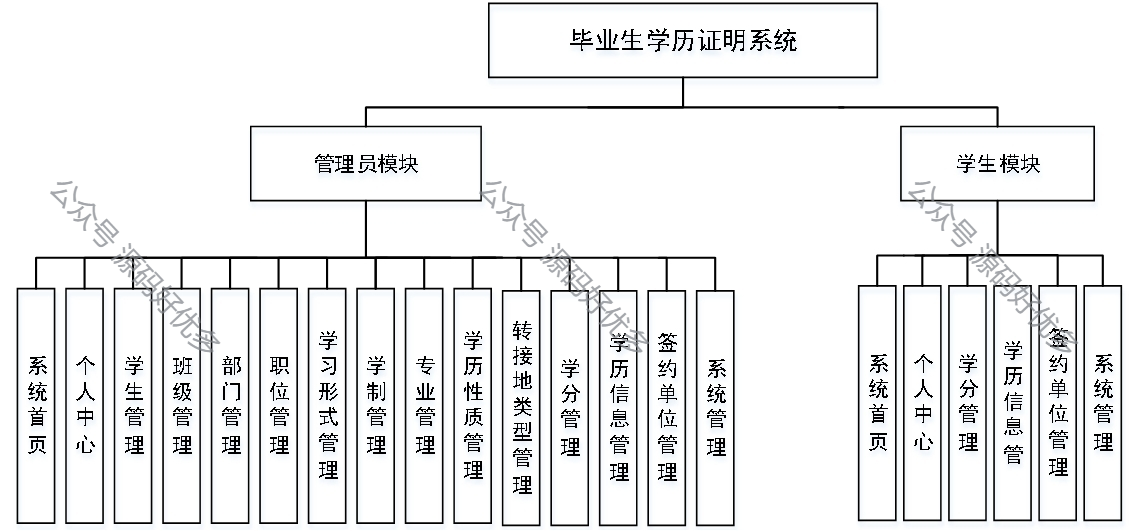 毕业生学历证明系统
管理员模块
学生模块
公众号 源码好优多
公众号 源码好优多
公众号 源码好优多
系统首页
个人中心
学生管理
班级管理
部门管理
职位管理
学习形式管理
学制管理
专业管理
学历性质管理
转接地类型管理
学分管理
学历信息管理
签约单位管理
系统管理
系统首页
个人中心
学分管理
学历信息管
签约单位管理
系统管理